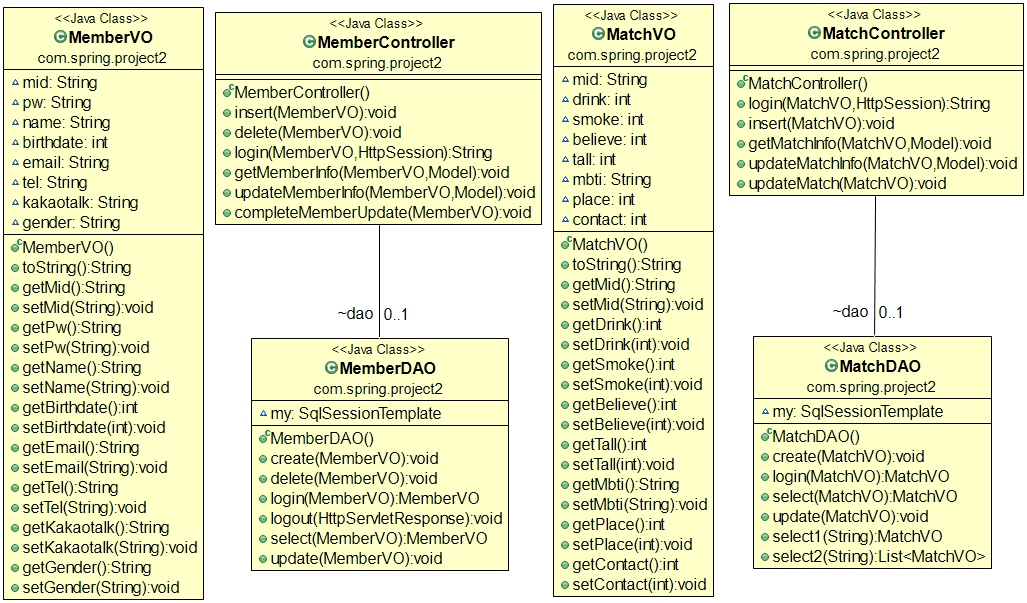 <<Java Class>>
MemberVO
com.spring.project2
mid: String
pw: String
name: String
birthdate: int
email: String
tel: String
kakaotalk: String
gender: String
MemberVO()
toString():String
getMid():String
setMid(String):void
getPw():String
setPw(String):void
getName():String
setName(String):void
getBirthdate():int
setBirthdate(int):void
getEmail():String
setEmail(String):void
getTel():String
setTel(String):void
getKakaotalk():String
setKakaotalk(String):void
getGender():String
setGender(String):void
<<Java Class>>
MemberController
com.spring.project2
MemberController()
insert(MemberVO):void
delete(MemberVO):void
login(MemberVO,HttpSession):String
getMemberInfo(MemberVO,Model):void
updateMemberInfo(MemberVO,Model):void
completeMemberUpdate(MemberVO):void
~dao 0..1
<<Java Class>>
MemberDAO
com.spring.project2
my: SqlSessionTemplate
MemberDAO()
create(MemberVO):void
delete(MemberVO):void
login(MemberVO):MemberVO
logout(HttpServletResponse):void
select(MemberVO):MemberVO
update(MemberVO):void
<<Java Class>>
MatchVO
com.spring.project2
mid: String
drink: int
smoke: int
believe: int
tall: int
mbti: String
place: int
contact: int
MatchVO()
toString():String
getMid():String
setMid(String):void
getDrink():int
setDrink(int):void
getSmoke():int
setSmoke(int):void
getBelieve():int
setBelieve(int):void
getTall():int
setTall(int):void
getMbti():String
setMbti(String):void
getPlace():int
setPlace(int):void
getContact():int
setContact(int):void
<<Java Class>>
MatchController
com.spring.project2
MatchController()
login(MatchVO,HttpSession):String
insert(MatchVO):void
getMatchInfo(MatchVO,Model):void
updateMatchInfo(MatchVO,Model):void
updateMatch(MatchVO):void
~dao 0..1
<<Java Class>>
MatchDAO
com.spring.project2
my: SqlSessionTemplate
MatchDAO()
create(MatchVO):void
login(MatchVO):MatchVO
select(MatchVO):MatchVO
update(MatchVO):void
select1(String):MatchVO
select2(String):List<MatchVO>